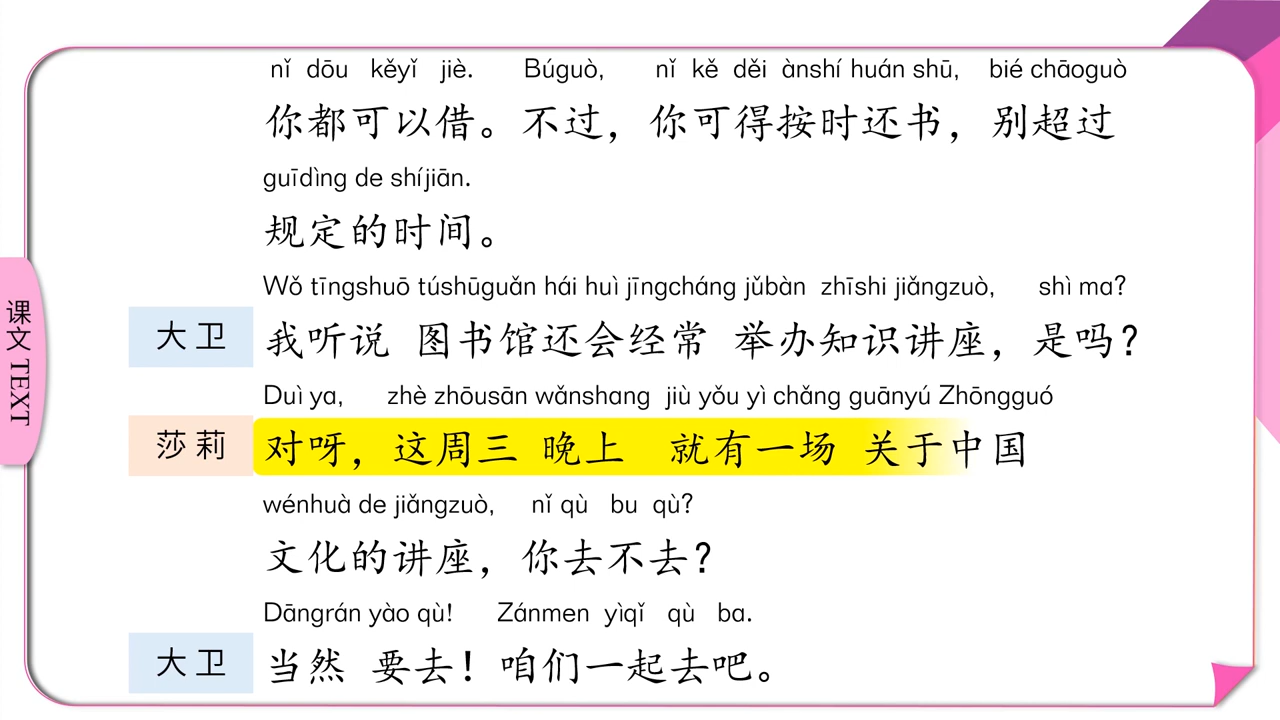 nǐ dōu kěyǐ jiè. Búguò, nǐ kě děi ànshí huán shū, bié chāoguò
你都可以借。不过，你可得按时还书，别超过
guīdìng de shíjiān.
规定的时间。
Wǒ tīngshuō túshūguǎn hái huì jīngcháng jǔbàn zhīshi jiǎngzuò, shì ma?
大卫 我听说 图书馆还会经常 举办知识讲座，是吗？
Duì ya, zhè zhōusān wǎnshang jiù yǒu yì chǎng guānyú Zhōngguó
莎莉 对呀，这周三 晚上 就有一场 关于中国
wénhuà de jiǎngzuò, nǐ qù bu qù?
文化的讲座，你去不去？
Dāngrán yào qù! Zánmen yìqǐ qù ba.
大卫 当然 要去！咱们一起去吧。
课文 TEXT